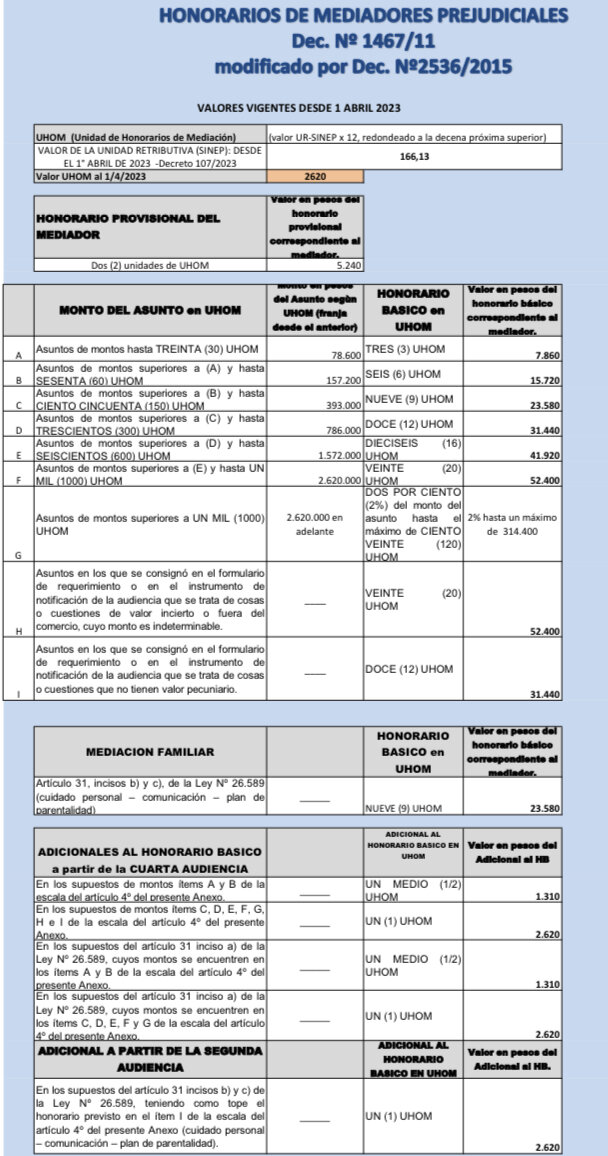 HONORARIOS DE MEDIADORES PREJUDICIALES
Dec. Nº 1467/11
modificado por Dec. Nº2536/2015
VALORES VIGENTES DESDE 1 ABRIL 2023
UHOM (Unidad de Honorarios de Mediación) (valor UR-SINEP x 12, redondeado a la decena próxima superior)
VALOR DE LA UNIDAD RETRIBUTIVA (SINEP): DESDE
EL 1° ABRIL DE 2023 -Decreto 107/2023 166,13
Valor UHOM al 1/4/2023 2620
HONORARIO PROVISIONAL DEL
MEDIADOR
Valor en pesos del
honorario
provisional
correspondiente al
mediador.
Dos (2) unidades de UHOM 5.240
MONTO DEL ASUNTO en UHOM
Monto en pesos
del Asunto según
UHOM (franja
desde el anterior)
HONORARIO
BASICO en
UHOM
Valor en pesos del
honorario básico
correspondiente al
mediador.
A Asuntos de montos hasta TREINTA (30) UHOM 78.600 TRES (3) UHOM 7.860
Asuntos de montos superiores a (A) y hasta
B SESENTA (60) UHOM 157.200 SEIS (6) UHOM 15.720
Asuntos de montos superiores a (B) y hasta
C CIENTO CINCUENTA (150) UHOM 393.000 NUEVE (9) UHOM 23.580
Asuntos de montos superiores a (C) y hasta
D TRESCIENTOS (300) UHOM 786.000 DOCE (12) UHOM 31.440
Asuntos de montos superiores a (D) y hasta DIECISEIS (16)
E SEISCIENTOS (600) UHOM 1.572.000 UHOM 41.920
Asuntos de montos superiores a (E) y hasta UN VEINTE (20)
F MIL (1000) UHOM 2.620.000 UHOM 52.400
G
Asuntos de montos superiores a UN MIL (1000)
UHOM
2.620.000 en
adelante
DOS POR CIENTO
(2%) del monto del
asunto hasta el
máximo de CIENTO
VEINTE (120)
UHOM
2% hasta un máximo
de 314.400
H
Asuntos en los que se consignó en el formulario
de requerimiento o en el instrumento de
notificación de la audiencia que se trata de cosas
o cuestiones de valor incierto o fuera del
comercio, cuyo monto es indeterminable.
____
VEINTE (20)
UHOM
52.400
I
Asuntos en los que se consignó en el formulario
de requerimiento o en el instrumento de
notificación de la audiencia que se trata de cosas
o cuestiones que no tienen valor pecuniario.
____
DOCE (12) UHOM
31.440
MEDIACION FAMILIAR
HONORARIO
BASICO en
UHOM
Valor en pesos del
honorario básico
correspondiente al
mediador.
Artículo 31, incisos b) y c), de la Ley Nº 26.589
(cuidado personal – comunicación – plan de
parentalidad)
_____
NUEVE (9) UHOM
23.580
ADICIONALES AL HONORARIO BASICO
a partir de la CUARTA AUDIENCIA
ADICIONAL AL
HONORARIO BASICO EN
UHOM
Valor en pesos del
Adicional al HB
En los supuestos de montos ítems A y B de la
escala del artículo 4º del presente Anexo.
_____
UN MEDIO (1/2)
UHOM
1.310
En los supuestos de montos ítems C, D, E, F, G,
H e I de la escala del artículo 4º del presente
Anexo.
_____
UN (1) UHOM
2.620
En los supuestos del artículo 31 inciso a) de la
Ley Nº 26.589, cuyos montos se encuentren en
los ítems A y B de la escala del artículo 4º del
presente Anexo.
_____
UN MEDIO (1/2)
UHOM
1.310
En los supuestos del artículo 31 inciso a) de la
Ley Nº 26.589, cuyos montos se encuentren en
los ítems C, D, E, F y G de la escala del artículo
4º del presente Anexo.
_____
UN (1) UHOM
2.620
ADICIONAL A PARTIR DE LA SEGUNDA
AUDIENCIA
ADICIONAL AL
HONORARIO
BASICO EN UHOM
Valor en pesos del
Adicional al HB.
En los supuestos del artículo 31 incisos b) y c) de
la Ley Nº 26.589, teniendo como tope el
honorario previsto en el ítem I de la escala del
artículo 4º del presente Anexo (cuidado personal
– comunicación – plan de parentalidad).
_____
UN (1) UHOM
2.620